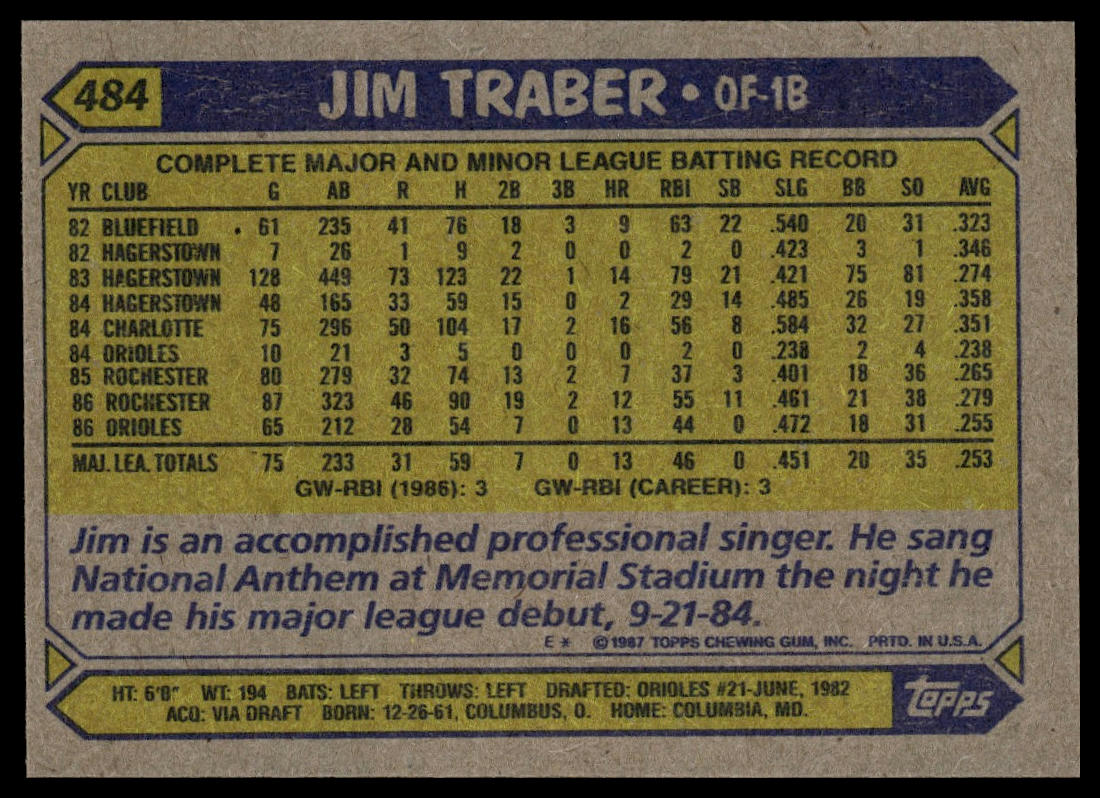 484 JIM TRABER • OF-1B
COMPLETE MAJOR AND MINOR LEAGUE BATTING RECORD
YR CLUB G AB R H 2B 3B HR RBI SB SLG BB SO AVG
82 BLUEFIELD 61 235 41 76 18 3 9 63 22 .540 20 31 .323
82 HAGERSTOWN 7 26 1 9 2 0 0 2 0 .423 3 1 .346
83 HAGERSTOWN 128 449 73 123 22 1 14 79 21 .421 75 81 .274
84 HAGERSTOWN 48 165 33 59 15 0 2 29 14 .485 26 19 .358
84 CHARLOTTE 75 296 50 104 17 2 16 56 8 .584 32 27 .351
84 ORIOLES 10 21 3 5 0 0 0 2 0 .238 2 4 .238
85 ROCHESTER 80 279 32 74 13 2 7 37 3 .401 18 36 .265
86 ROCHESTER 87 323 46 90 19 2 12 55 11 .461 21 38 .279
86 ORIOLES 65 212 28 54 7 0 13 44 0 .472 18 31 .255
MAJ. LEA. TOTALS 75 233 31 59 7 0 13 46 0 .451 20 35 .253
GW-RBI (1986): 3 GW-RBI (CAREER): 3
Jim is an accomplished professional singer. He sang
National Anthem at Memorial Stadium the night he
made his major league debut, 9-21-84.
E * ©1987 TOPPS CHEWING GUM, INC. PRTD. IN U.S.A.
HT: 6'0" WT: 194 BATS: LEFT THROWS: LEFT DRAFTED: ORIOLES #21-JUNE, 1982
ACQ: VIA DRAFT BORN: 12-26-61, COLUMBUS, O. HOME: COLUMBIA, MD.
Topps